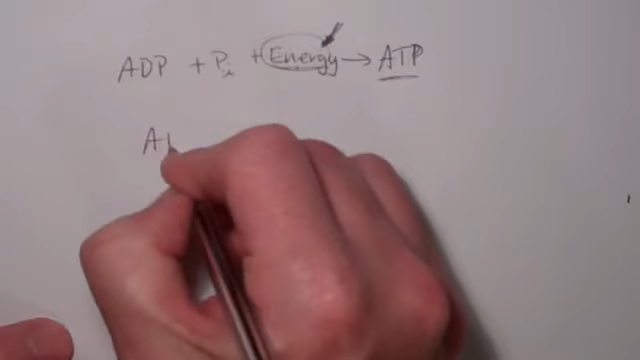 ADP + Pi + Energy → ATP
A